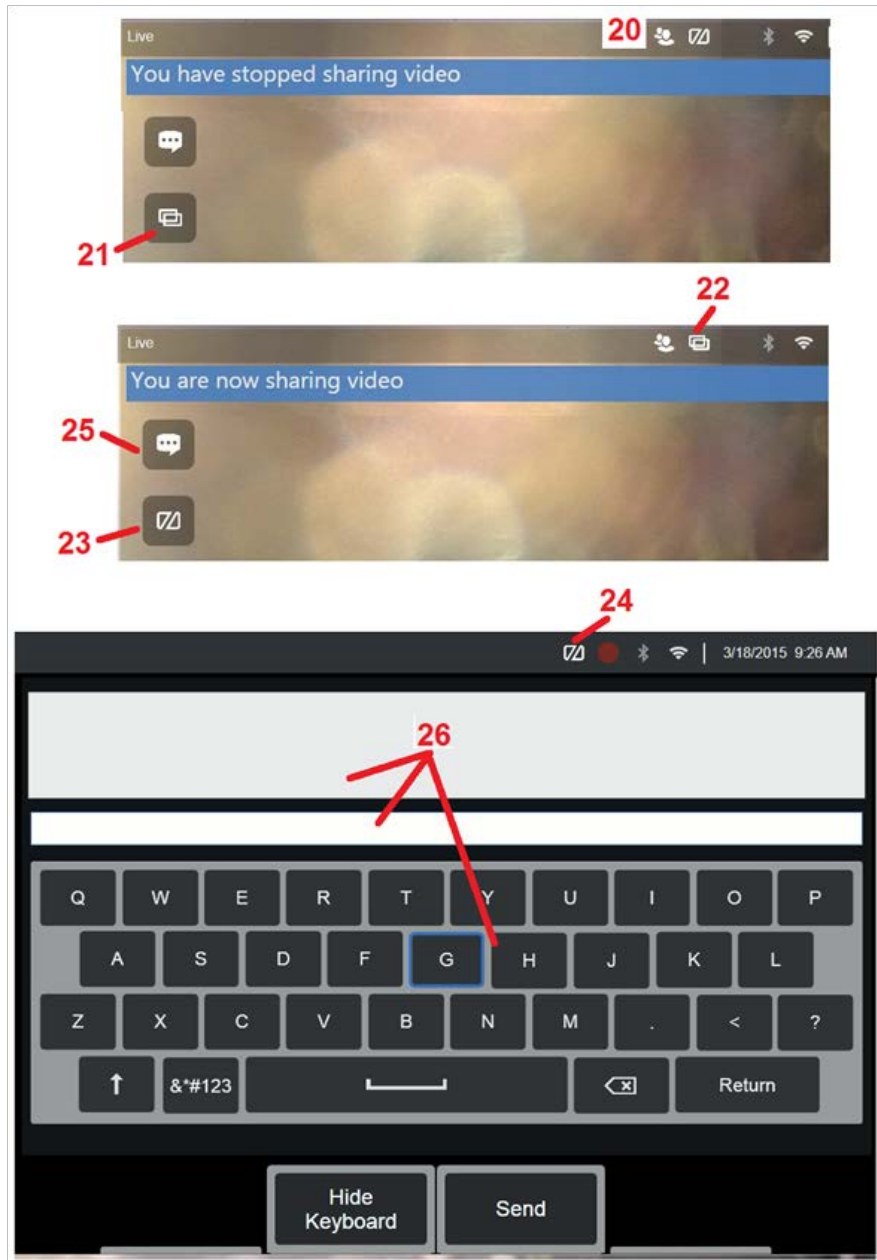 Live 20
You have stopped sharing video
21
22
Live
You are now sharing video
25
23
24
3/18/2015 9:26 AM
26
Q W E R T Y U I O P
A S D F G H J K L
Z X C V B N M . < ?
↑ &*#123 Return
Hide
Keyboard
Send